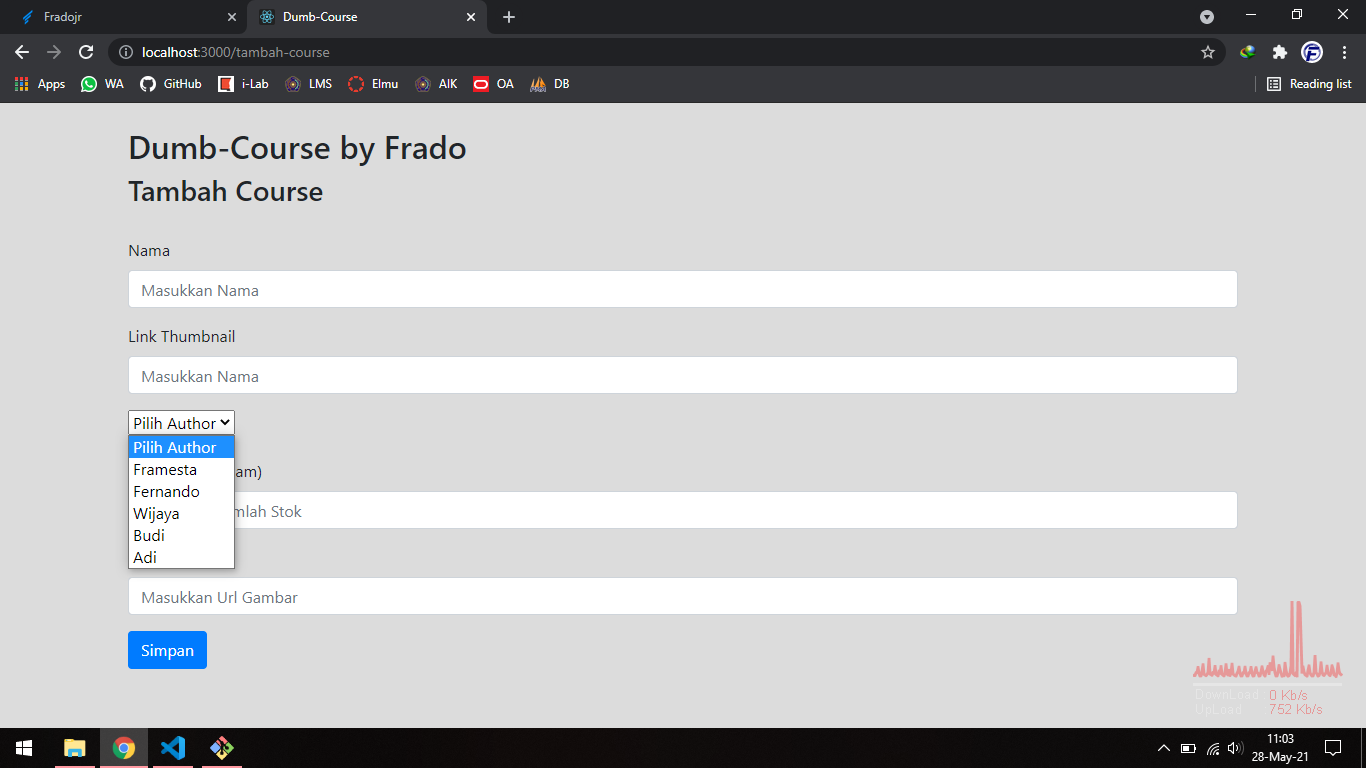 Fradojr
Dumb-Course
localhost:3000/tambah-course
Apps WA GitHub i-Lab LMS Elmu AIK OA DB Reading list
Dumb-Course by Frado
Tambah Course
Nama
Masukkan Nama
Link Thumbnail
Masukkan Nama
Pilih Author
Pilih Author
Framesta
am)
Fernando
mlah Stok
Wijaya
Budi
Adi
Masukkan Url Gambar
Simpan
DownLoad 0 Kb/s
UpLoad 752 Kb/s
11:03
28-May-21